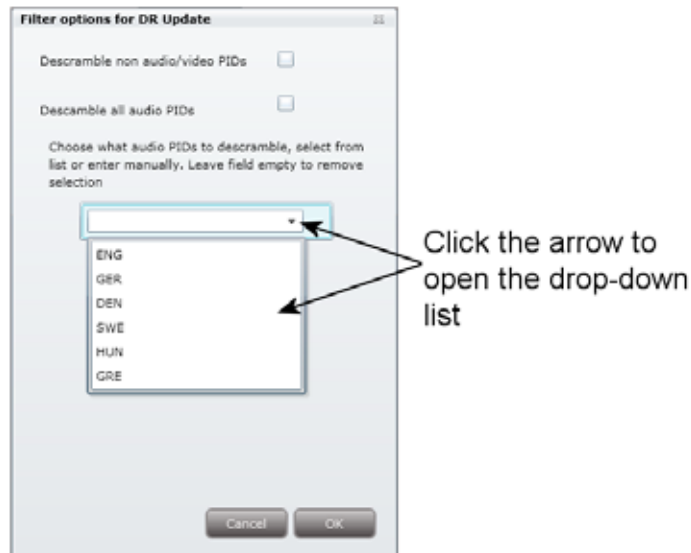 Filter options for DR Update
Descramble non audio/video PIDs
Descamble all audio PIDs
Choose what audio PIDs to descramble, select from
list or enter manually. Leave field empty to remove
selection
ENG
GER
DEN
SWE
HUN
GRE
Click the arrow to
open the drop-down
list
Cancel
OK